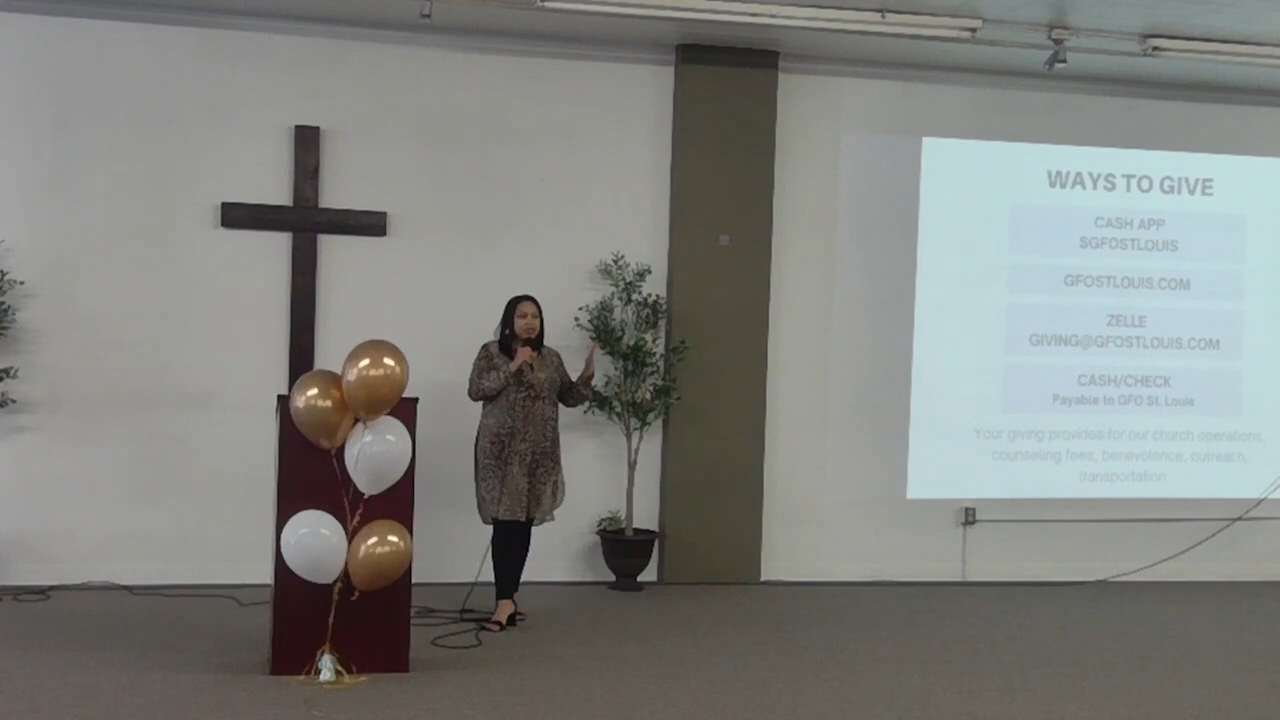 WAYS TO GIVE
CASH APP
$GFOSTLOUIS
GFOSTLOUIS.COM
ZELLE
GIVING@GFOSTLOUIS.COM
CASH/CHECK
Payable to GFO St. Louis
Your giving provides for our church operations,
counseling fees, benevolence, outreach,
transportation